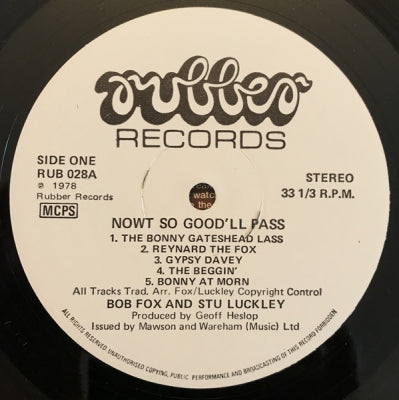 rubber
RECORDS
SIDE ONE
RUB 028A
℗ 1978
Rubber Records
MCPS
STEREO
33 1/3 R.P.M.
watch
the
NOWT SO GOOD'LL PASS
1. THE BONNY GATESHEAD LASS
2. REYNARD THE FOX
3. GYPSY DAVEY
4. THE BEGGIN'
5. BONNY AT MORN
All Tracks Trad. Arr. Fox/Luckley Copyright Control
BOB FOX AND STU LUCKLEY
Produced by Geoff Heslop
Issued by Mawson and Wareham (Music) Ltd
ALL RIGHTS RESERVED. UNAUTHORISED COPYING, PUBLIC PERFORMANCE AND BROADCASTING OF THIS RECORD FORBIDDEN